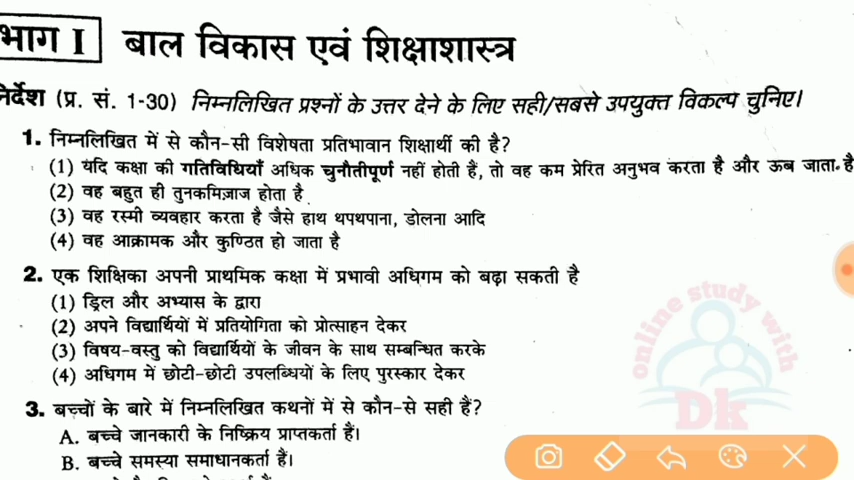 भाग I बाल विकास एवं शिक्षाशास्त्र
निर्देश (प्र. सं. 1-30) निम्नलिखित प्रश्नों के उत्तर देने के लिए सही/सबसे उपयुक्त विकल्प चुनिए।
1. निम्नलिखित में से कौन-सी विशेषता प्रतिभावान शिक्षार्थी की है?
(1) यदि कक्षा की गतिविधियाँ अधिक चुनौतीपूर्ण नहीं होती हैं, तो वह कम प्रेरित अनुभव करता है और ऊब जाता है
(2) वह बहुत ही तुनकमिज़ाज होता है
(3) वह रस्मी व्यवहार करता है जैसे हाथ थपथपाना, डोलना आदि
(4) वह आक्रामक और कुण्ठित हो जाता है
2. एक शिक्षिका अपनी प्राथमिक कक्षा में प्रभावी अधिगम को बढ़ा सकती है
(1) ड्रिल और अभ्यास के द्वारा
(2) अपने विद्यार्थियों में प्रतियोगिता को प्रोत्साहन देकर
(3) विषय-वस्तु को विद्यार्थियों के जीवन के साथ सम्बन्धित करके
(4) अधिगम में छोटी-छोटी उपलब्धियों के लिए पुरस्कार देकर
3. बच्चों के बारे में निम्नलिखित कथनों में से कौन-से सही हैं?
A. बच्चे जानकारी के निष्क्रिय प्राप्तकर्ता हैं।
B. बच्चे समस्या समाधानकर्ता हैं।
online study with
Dk